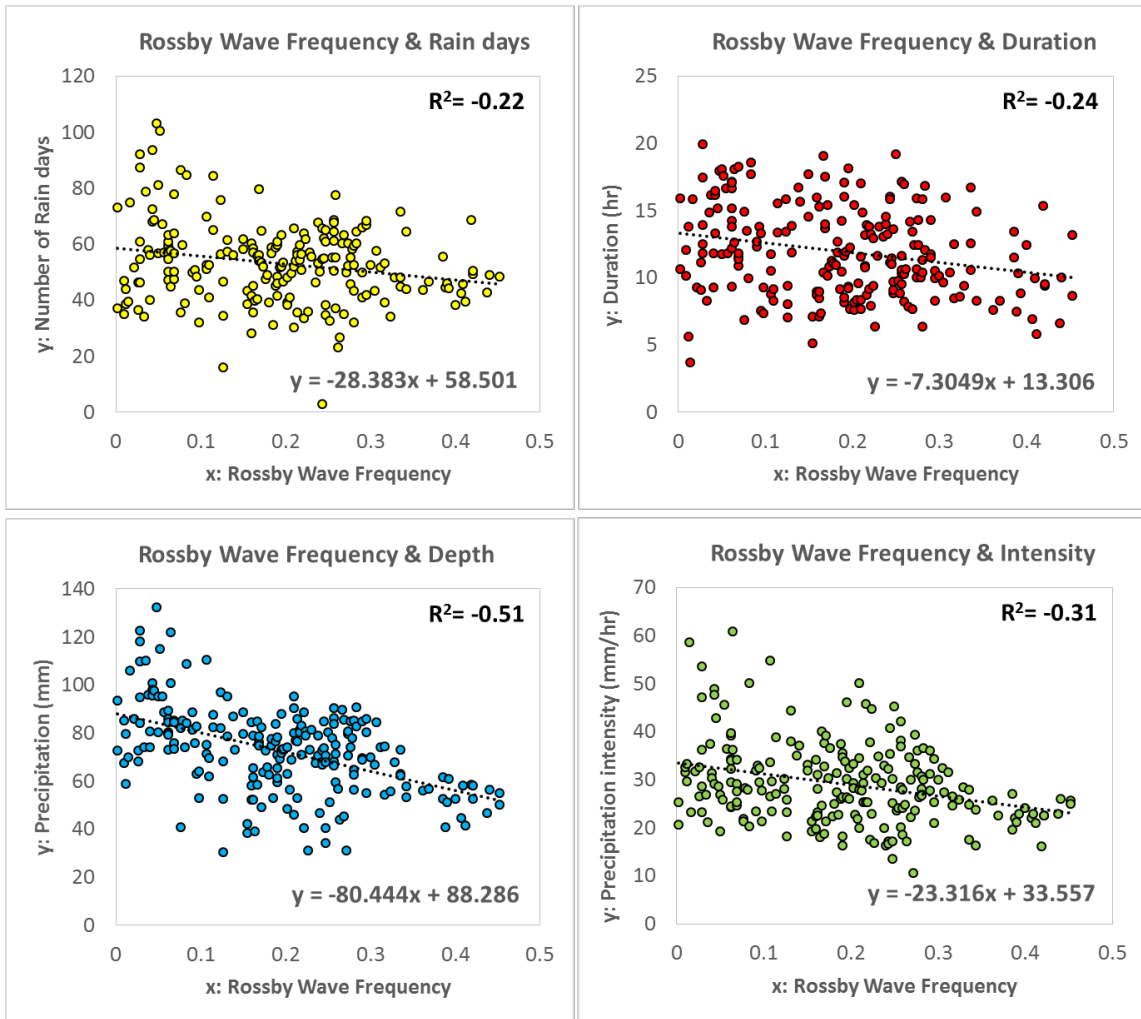 Rossby Wave Frequency & Rain days
R²= -0.22
y: Number of Rain days
120
100
80
60
40
20
0
y = -28.383x + 58.501
0 0.1 0.2 0.3 0.4 0.5
x: Rossby Wave Frequency
Rossby Wave Frequency & Duration
R²= -0.24
y: Duration (hr)
25
20
15
10
5
0
y = -7.3049x + 13.306
0 0.1 0.2 0.3 0.4 0.5
x: Rossby Wave Frequency
Rossby Wave Frequency & Depth
R²= -0.51
y: Precipitation (mm)
140
120
100
80
60
40
20
0
y = -80.444x + 88.286
0 0.1 0.2 0.3 0.4 0.5
x: Rossby Wave Frequency
Rossby Wave Frequency & Intensity
R²= -0.31
y: Precipitation intensity (mm/hr)
70
60
50
40
30
20
10
0
y = -23.316x + 33.557
0 0.1 0.2 0.3 0.4 0.5
x: Rossby Wave Frequency